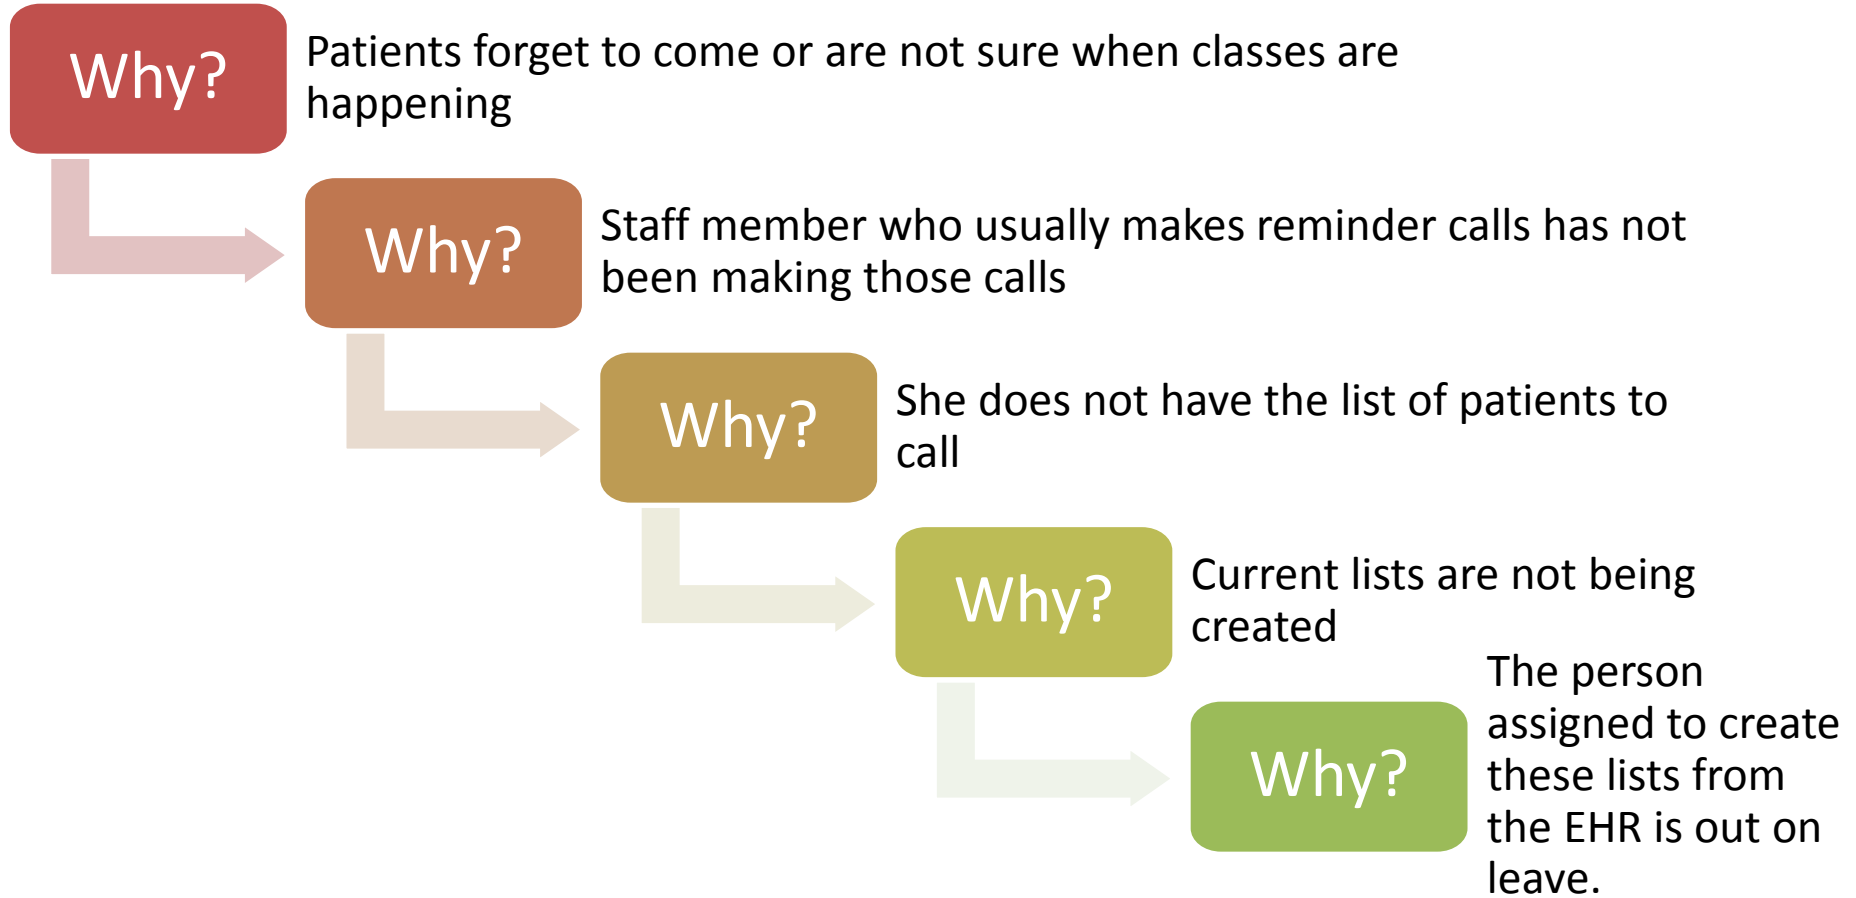 Why?
Patients forget to come or are not sure when classes are
happening
Why?
Staff member who usually makes reminder calls has not
been making those calls
Why?
She does not have the list of patients to
call
Why?
Current lists are not being
created
Why?
The person
assigned to create
these lists from
the EHR is out on
leave.